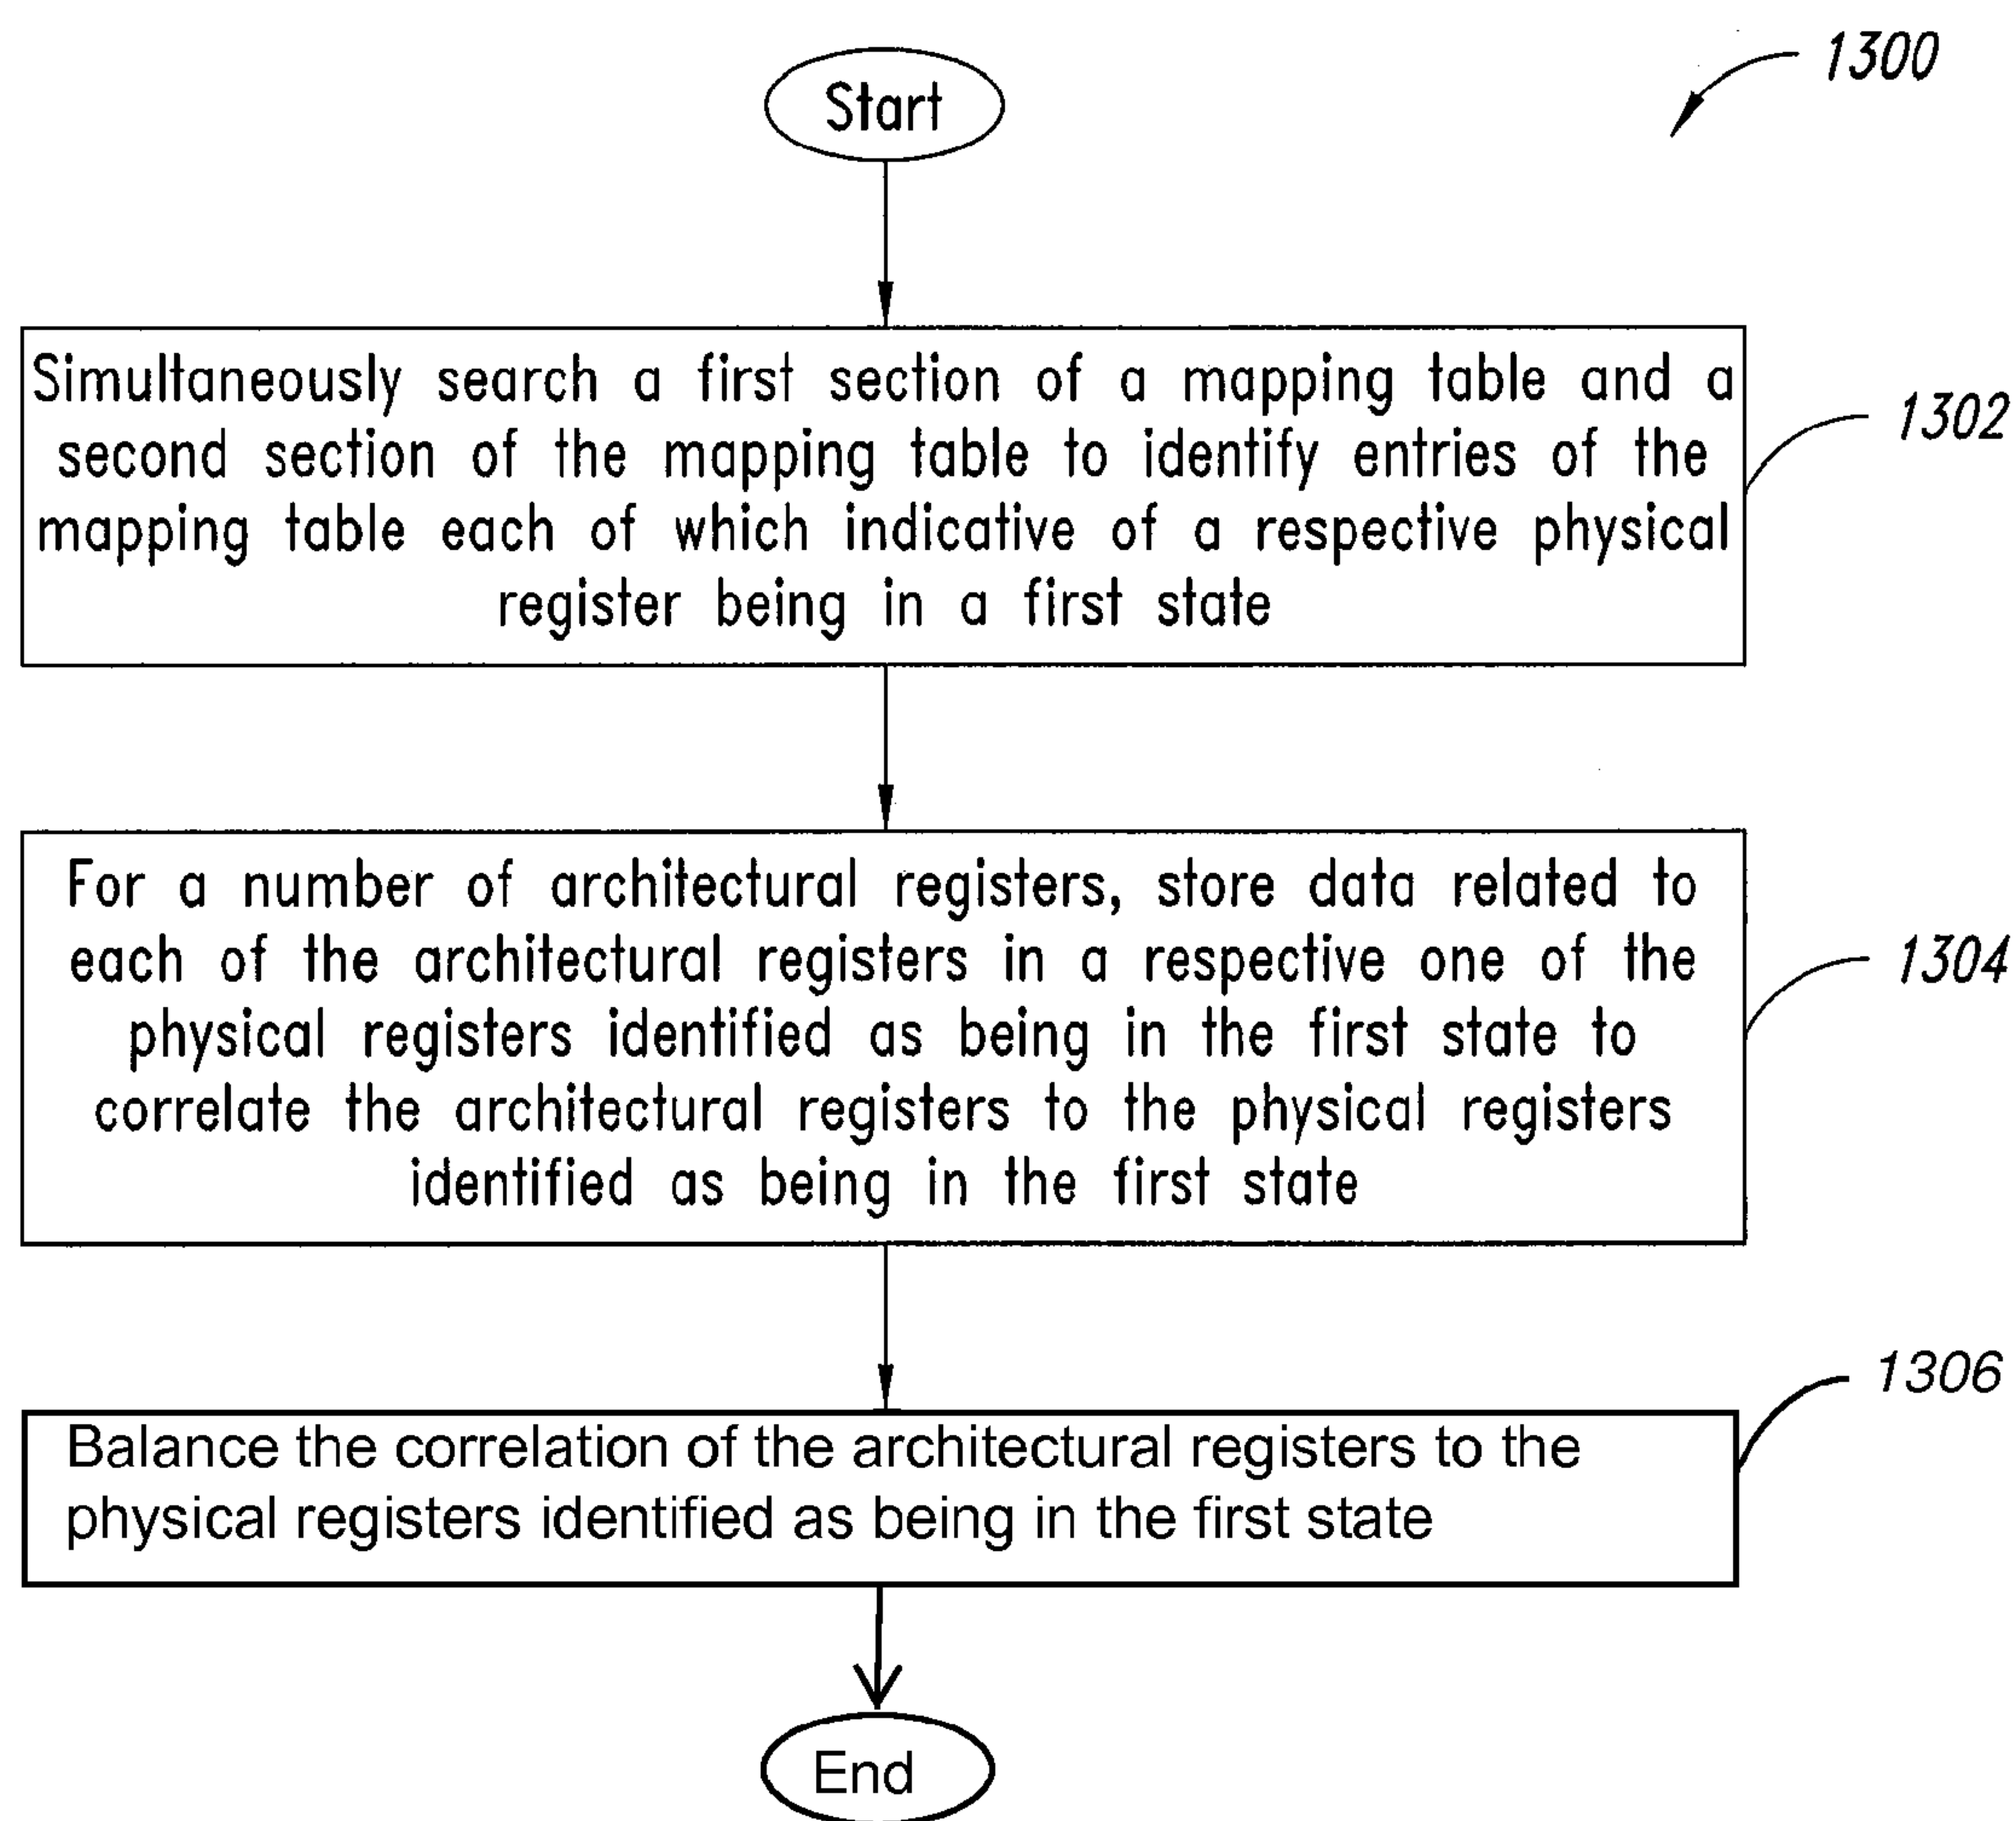 Start
1300
Simultaneously search a first section of a mapping table and a
second section of the mapping table to identify entries of the
mapping table each of which indicative of a respective physical
register being in a first state
1302
For a number of architectural registers, store data related to
each of the architectural registers in a respective one of the
physical registers identified as being in the first state to
correlate the architectural registers to the physical registers
identified as being in the first state
1304
Balance the correlation of the architectural registers to the
physical registers identified as being in the first state
1306
End